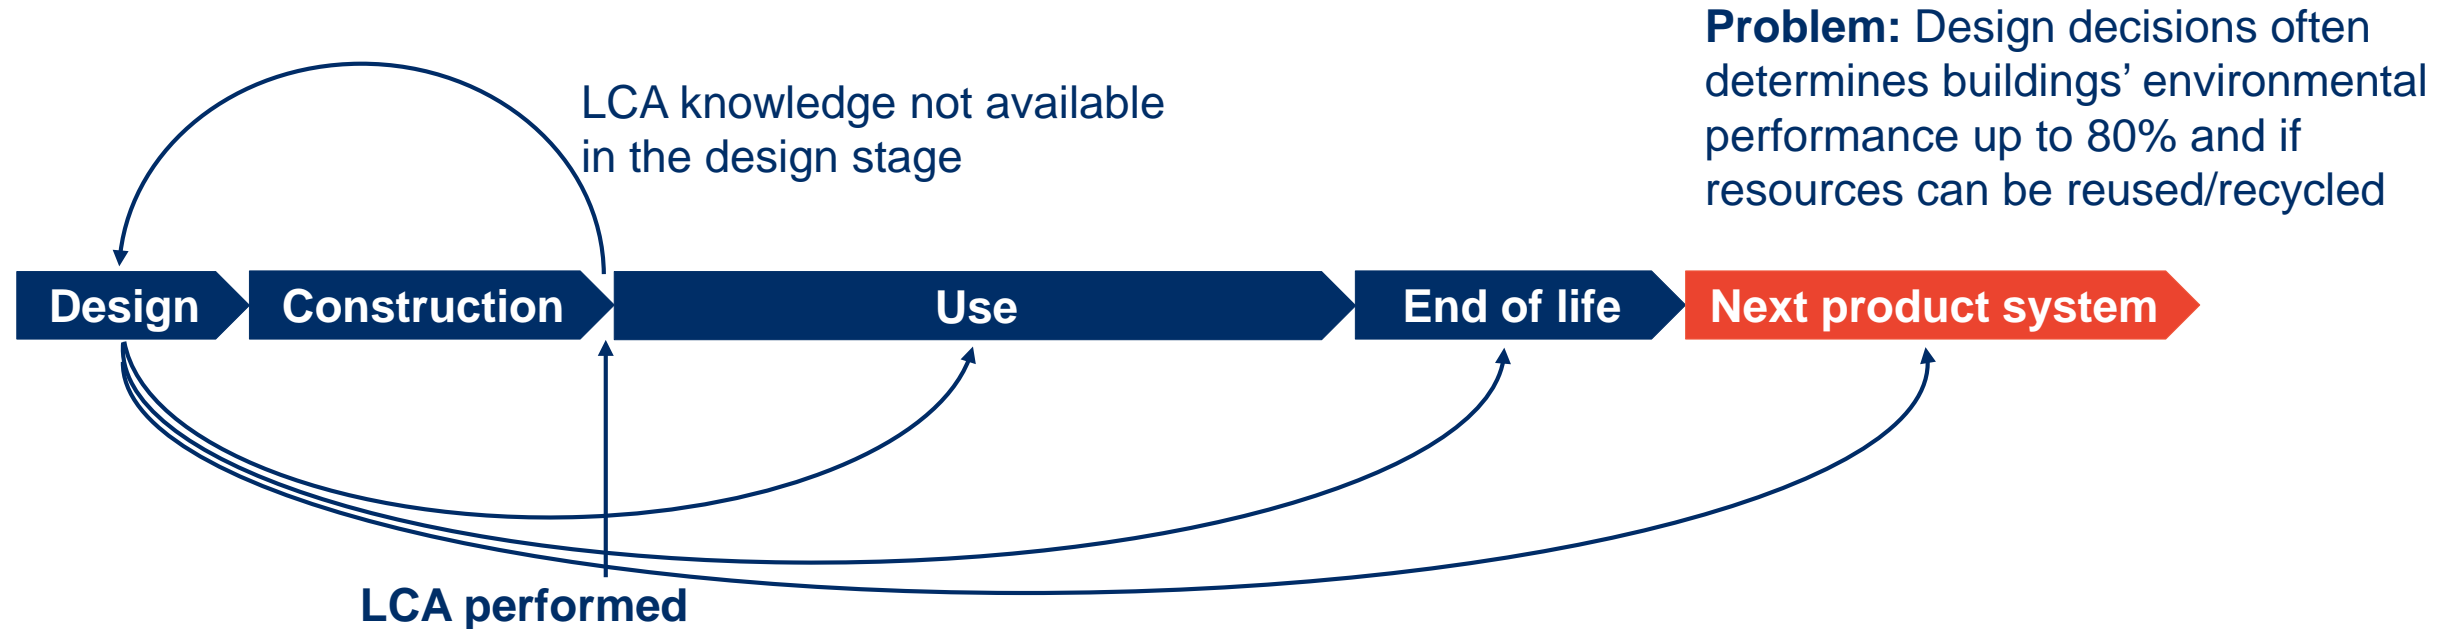 Problem: Design decisions often
determines buildings’ environmental
performance up to 80% and if
resources can be reused/recycled
LCA knowledge not available
in the design stage
Design
Construction
Use
End of life
Next product system
LCA performed